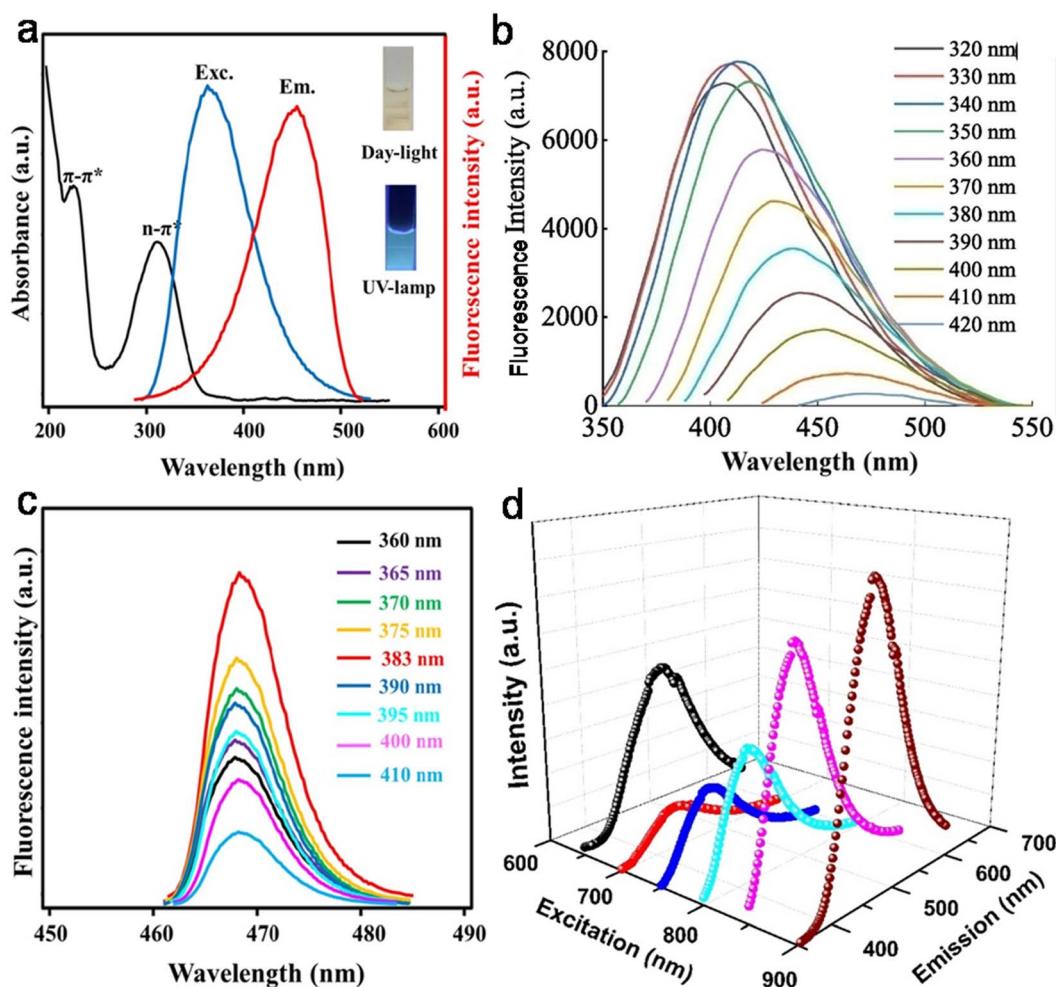 a
Absorbance (a.u.)
π-π*
n-π*
Exc.
Em.
Day-light
UV-lamp
Fluorescence intensity (a.u.)
200 300 400 500 600
Wavelength (nm)
b
Fluorescence Intensity (a.u.)
8000
6000
4000
2000
0
320 nm
330 nm
340 nm
350 nm
360 nm
370 nm
380 nm
390 nm
400 nm
410 nm
420 nm
350 400 450 500 550
Wavelength (nm)
c
Fluorescence intensity (a.u.)
360 nm
365 nm
370 nm
375 nm
383 nm
390 nm
395 nm
400 nm
410 nm
450 460 470 480 490
Wavelength (nm)
d
Intensity (a.u.)
600
700
800
900
Excitation (nm)
400
500
600
700
Emission (nm)